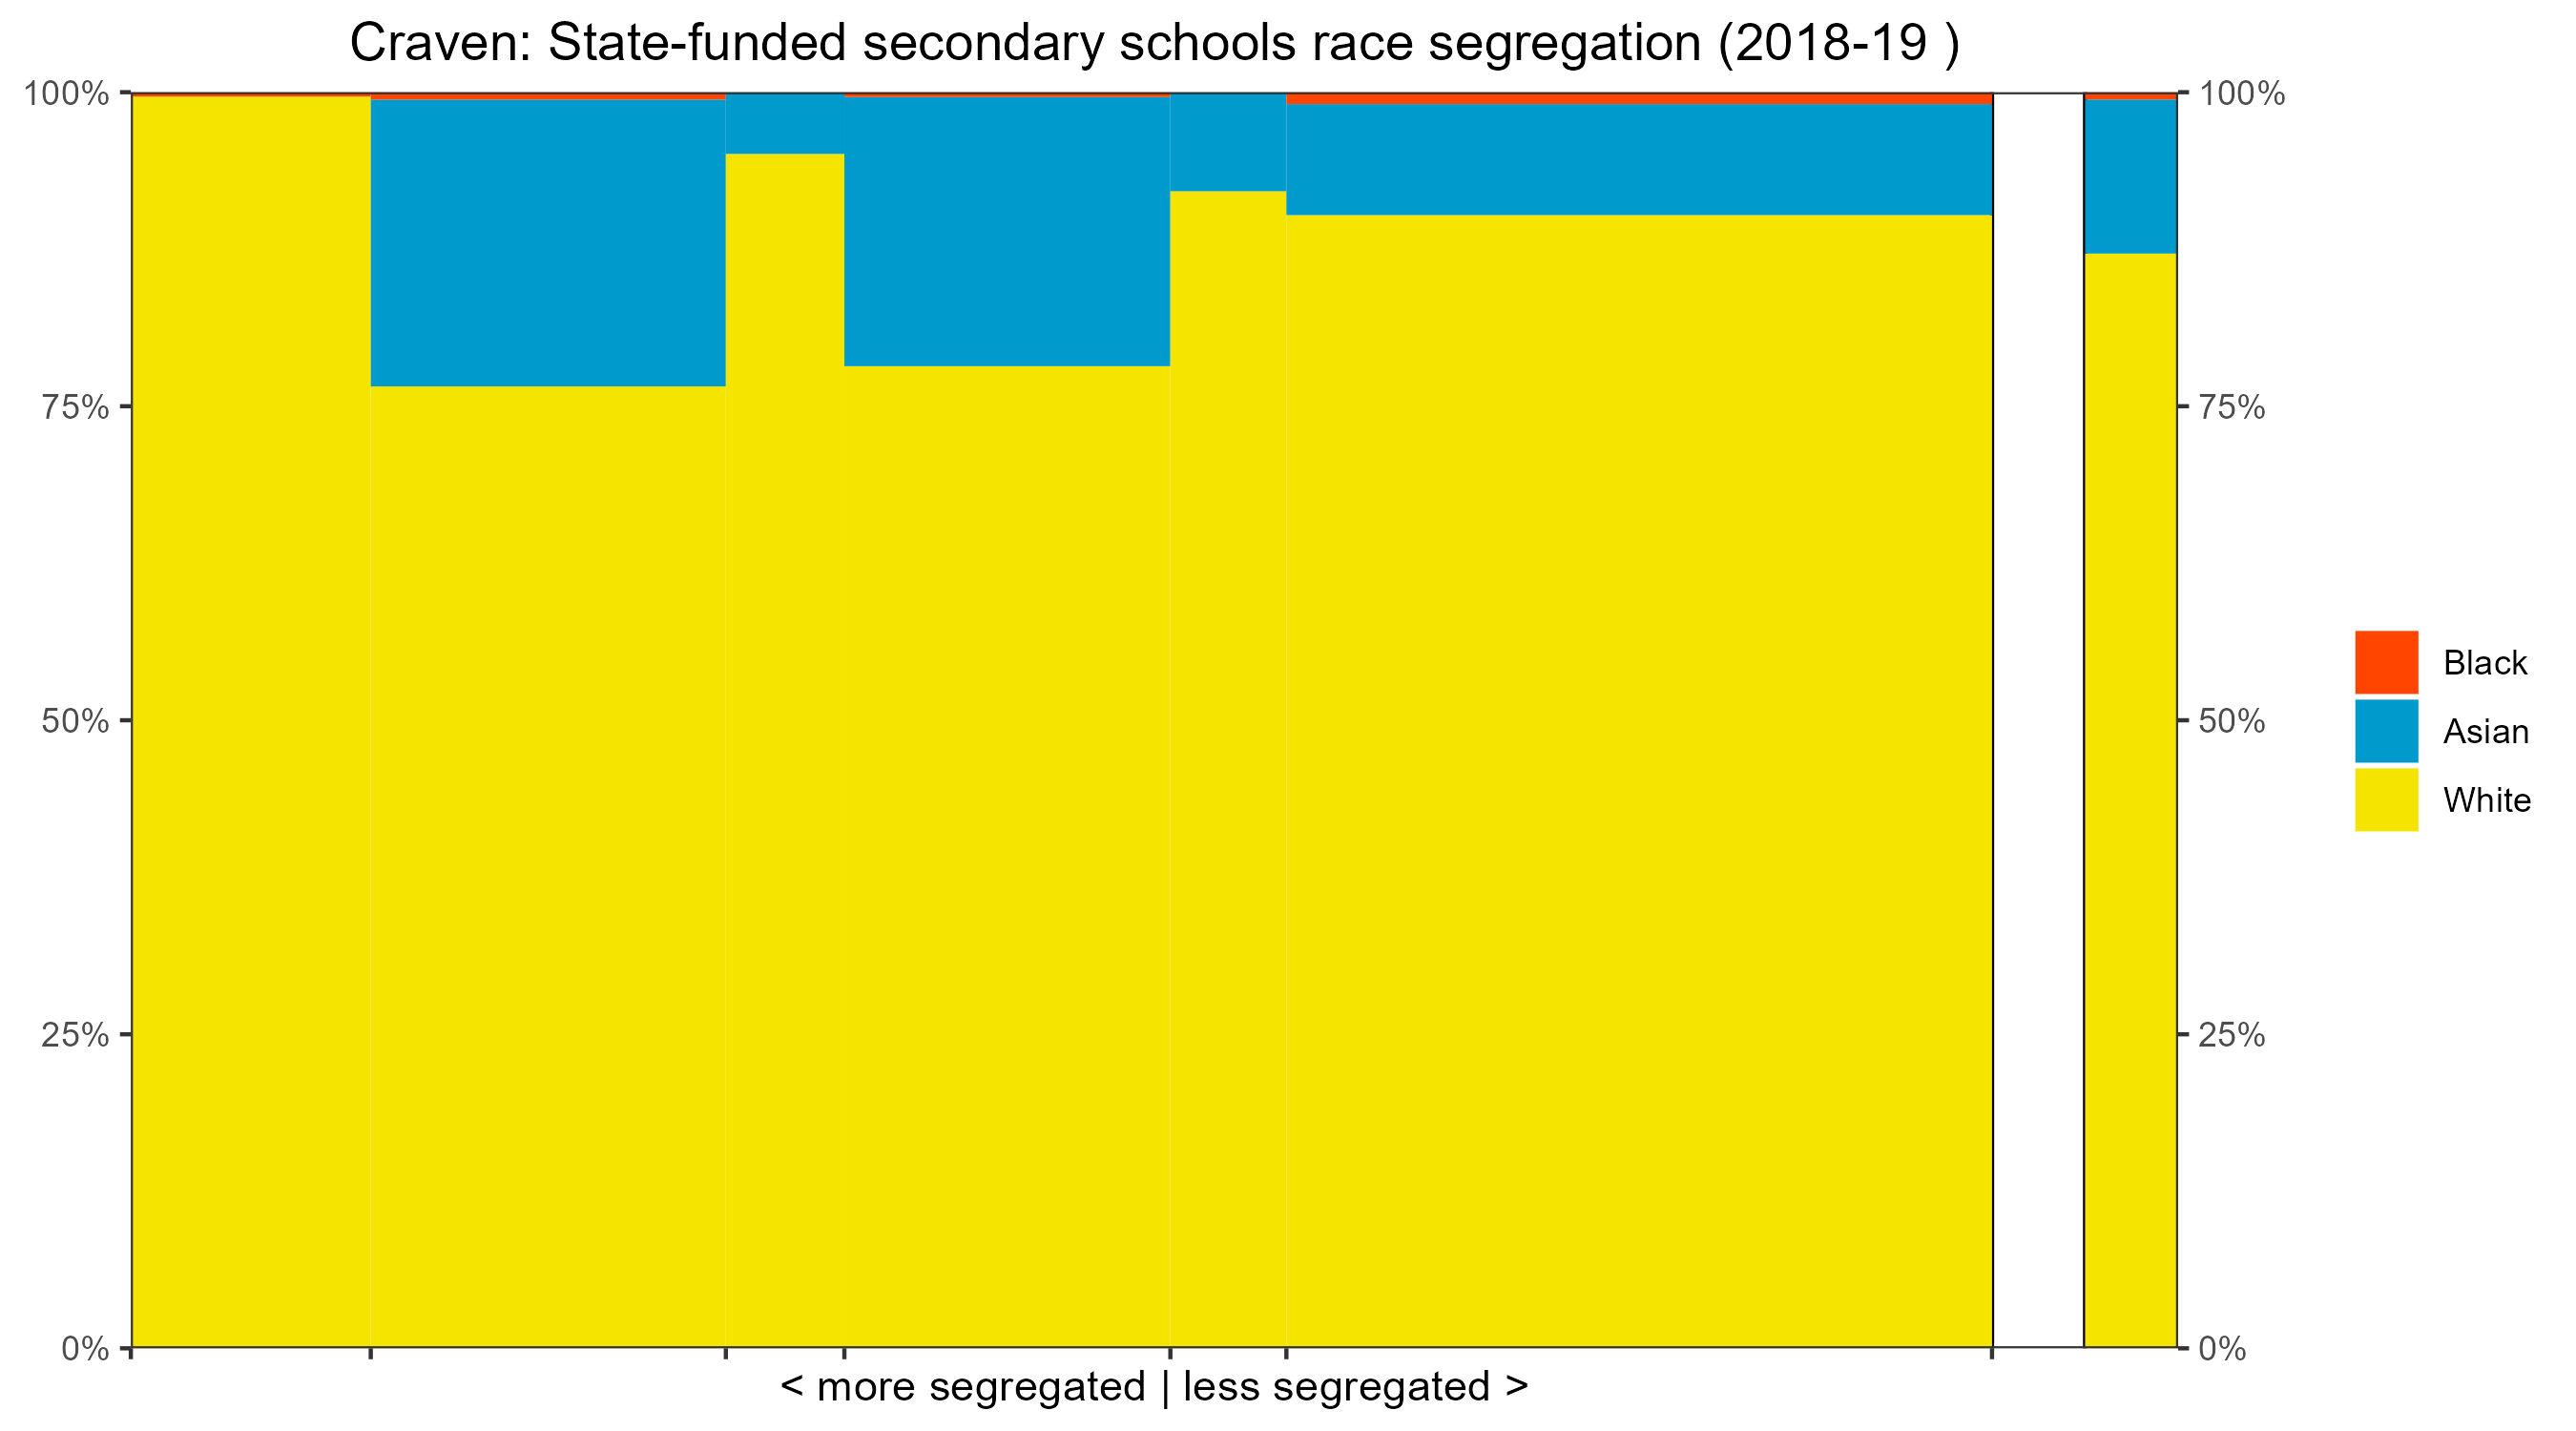 Craven: State-funded secondary schools race segregation (2018-19 )
100%
75%
50%
25%
0%
100%
75%
50%
25%
0%
Black
Asian
White
< more segregated | less segregated >